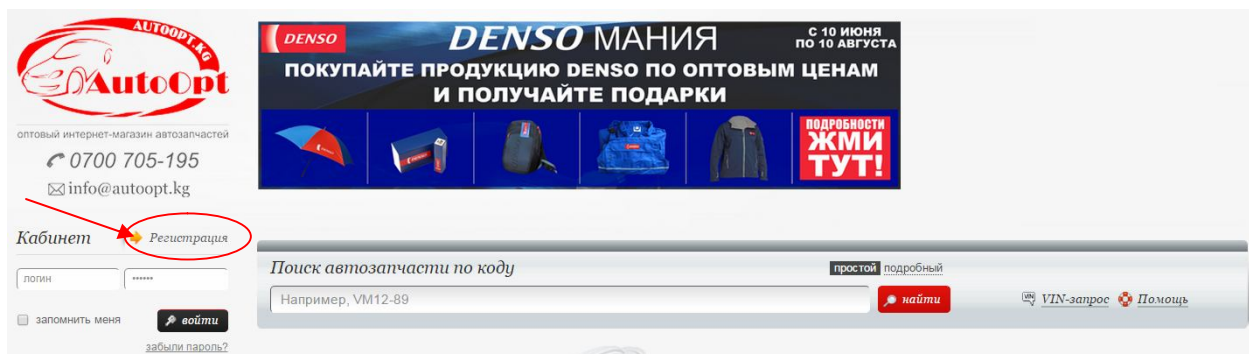 AUTOOPT.KG
AutoOpt
оптовый интернет-магазин автозапчастей
0700 705-195
info@autoopt.kg
Кабинет
Регистрация
логин
••••••
запомнить меня
войти
забыли пароль?
DENSO
DENSO МАНИЯ
С 10 ИЮНЯ
ПО 10 АВГУСТА
ПОКУПАЙТЕ ПРОДУКЦИЮ DENSO ПО ОПТОВЫМ ЦЕНАМ
И ПОЛУЧАЙТЕ ПОДАРКИ
ПОДРОБНОСТИ
ЖМИ
ТУТ!
Поиск автозапчасти по коду
простой подробный
Например, VM12-89
найти
VIN VIN-запрос Помощь